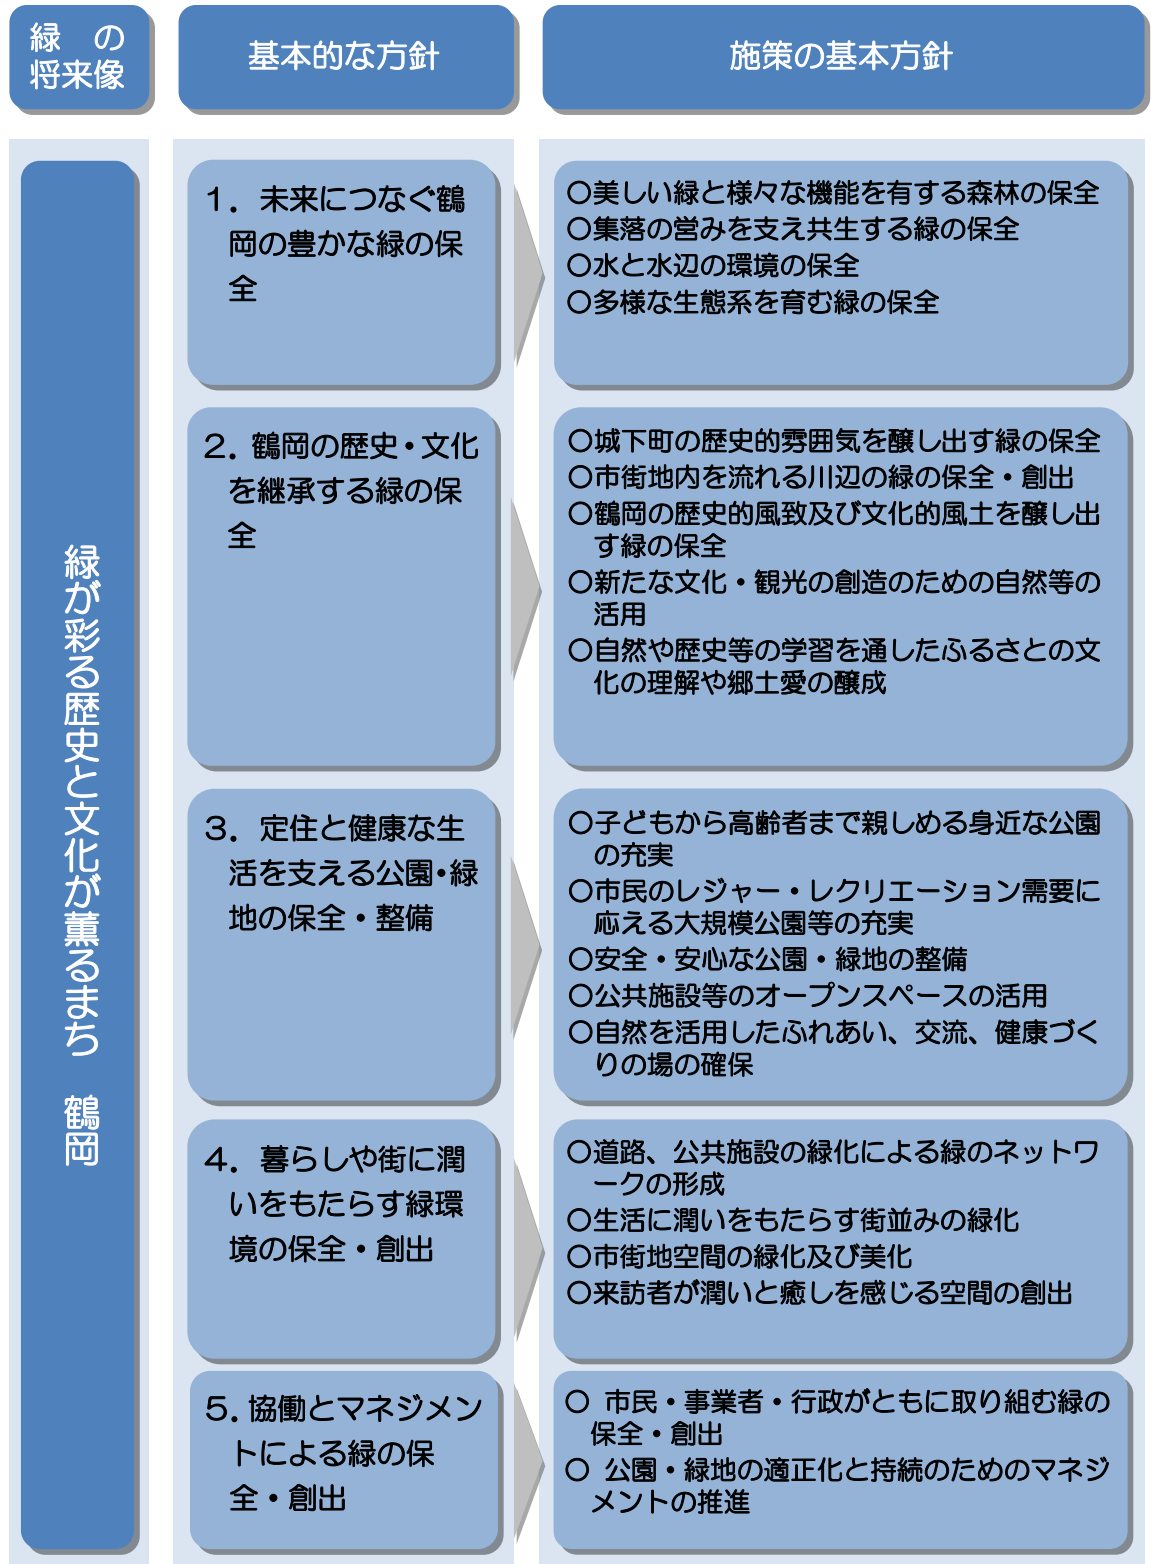 緑　の
将来像
基本的な方針
施策の基本方針
緑が彩る歴史と文化が薫るまち　鶴岡
１．未来につなぐ鶴
岡の豊かな緑の保
全
〇美しい緑と様々な機能を有する森林の保全
〇集落の営みを支え共生する緑の保全
〇水と水辺の環境の保全
〇多様な生態系を育む緑の保全
２．鶴岡の歴史・文化
を継承する緑の保
全
〇城下町の歴史的雰囲気を醸し出す緑の保全
〇市街地内を流れる川辺の緑の保全・創出
〇鶴岡の歴史的風致及び文化的風土を醸し出
す緑の保全
〇新たな文化・観光の創造のための自然等の
活用
〇自然や歴史等の学習を通したふるさとの文
化の理解や郷土愛の醸成
３．定住と健康な生
活を支える公園・緑
地の保全・整備
〇子どもから高齢者まで親しめる身近な公園
の充実
〇市民のレジャー・レクリエーション需要に
応える大規模公園等の充実
〇安全・安心な公園・緑地の整備
〇公共施設等のオープンスペースの活用
〇自然を活用したふれあい、交流、健康づく
りの場の確保
４．暮らしや街に潤
いをもたらす緑環
境の保全・創出
〇道路、公共施設の緑化による緑のネットワ
ークの形成
〇生活に潤いをもたらす街並みの緑化
〇市街地空間の緑化及び美化
〇来訪者が潤いと癒しを感じる空間の創出
５．協働とマネジメン
トによる緑の保
全・創出
〇 市民・事業者・行政がともに取り組む緑の
保全・創出
〇 公園・緑地の適正化と持続のためのマネジ
メントの推進